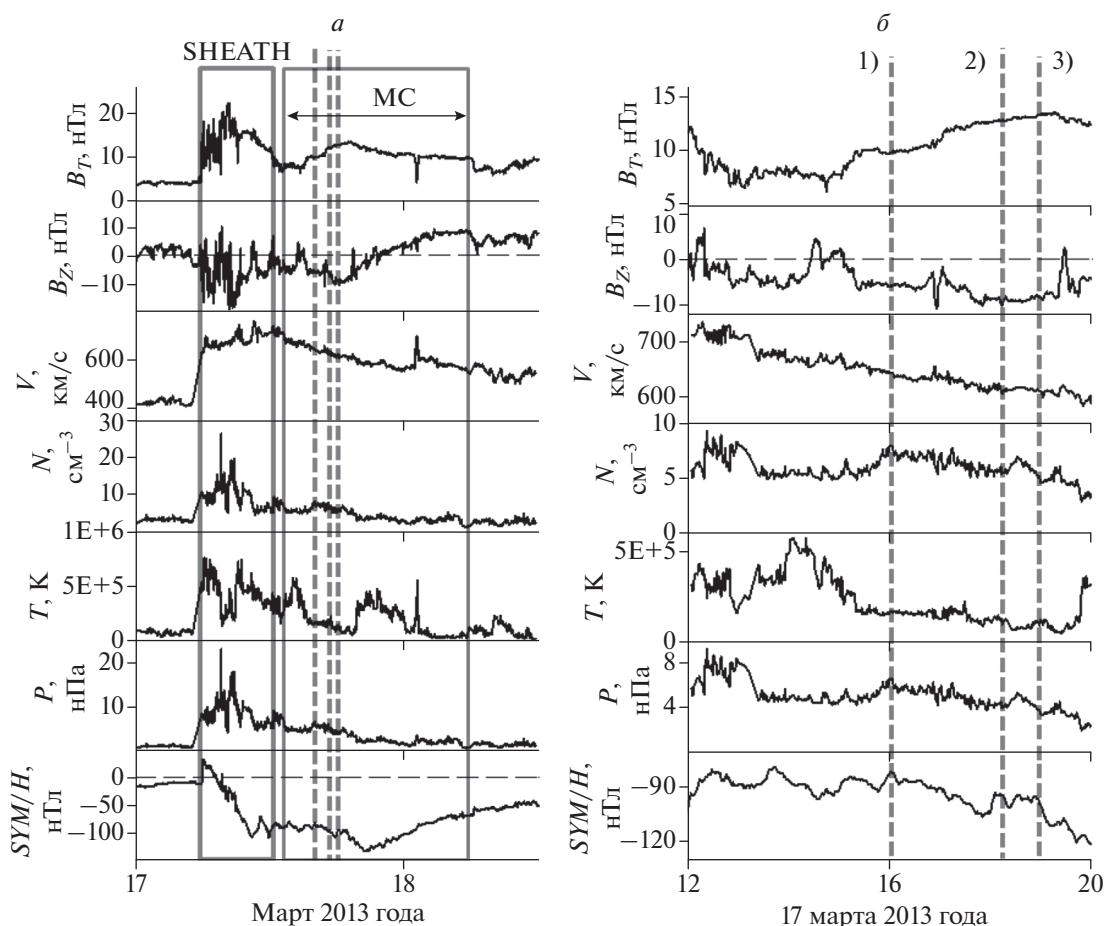 а
SHEATH
MC
B_T, нТл
20
10
0
B_Z, нТл
10
0
−10
V, км/с
600
400
N, см⁻³
30
20
10
1E+6
T, К
5E+5
0
P, нПа
20
10
SYM/H, нТл
0
−50
−100
17
18
Март 2013 года
б
1)
2)
3)
B_T, нТл
15
10
5
B_Z, нТл
0
−10
V, км/с
700
600
N, см⁻³
10
5
0
T, К
5E+5
0
P, нПа
8
4
SYM/H, нТл
−90
−120
12
16
20
17 марта 2013 года